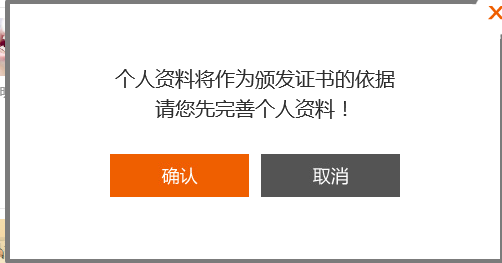 个人资料将作为颁发证书的依据
请您先完善个人资料！
确认
取消